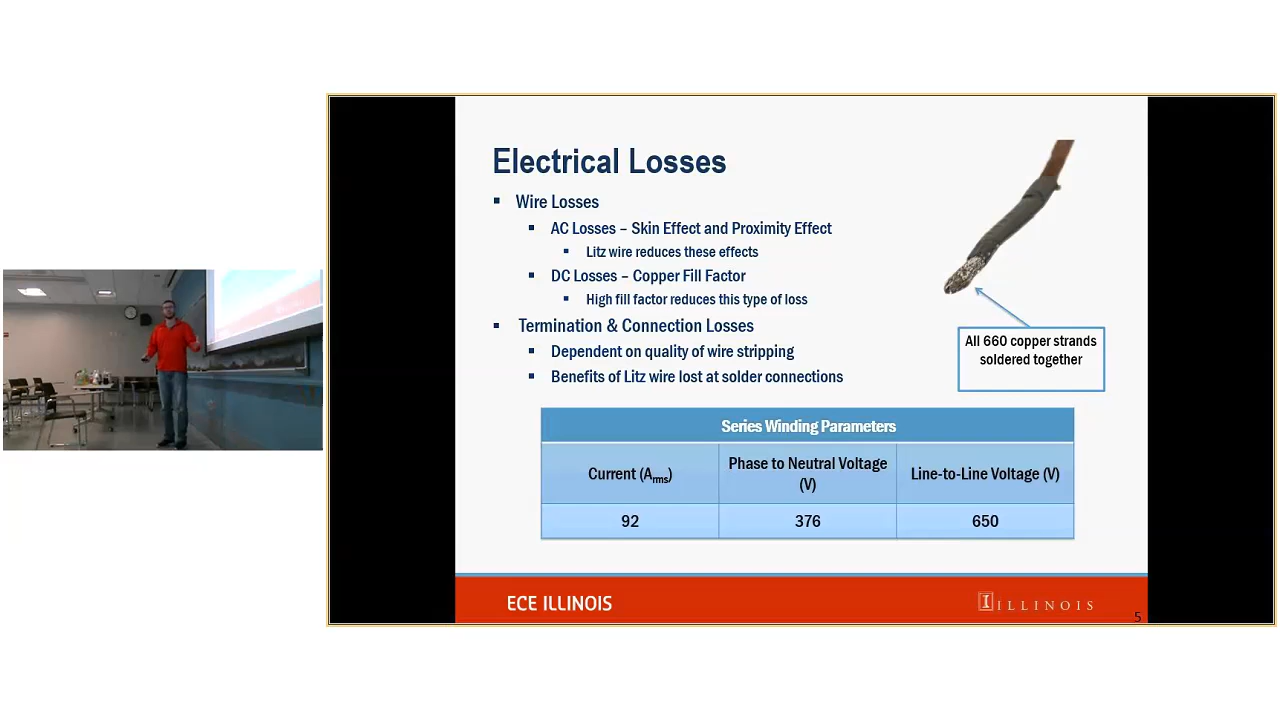 Electrical Losses
Wire Losses
AC Losses – Skin Effect and Proximity Effect
Litz wire reduces these effects
DC Losses – Copper Fill Factor
High fill factor reduces this type of loss
Termination & Connection Losses
Dependent on quality of wire stripping
Benefits of Litz wire lost at solder connections
All 660 copper strands
soldered together
Series Winding Parameters
Current (Arms)
Phase to Neutral Voltage
(V)
Line-to-Line Voltage (V)
92
376
650
ECE ILLINOIS
I ILLINOIS
5